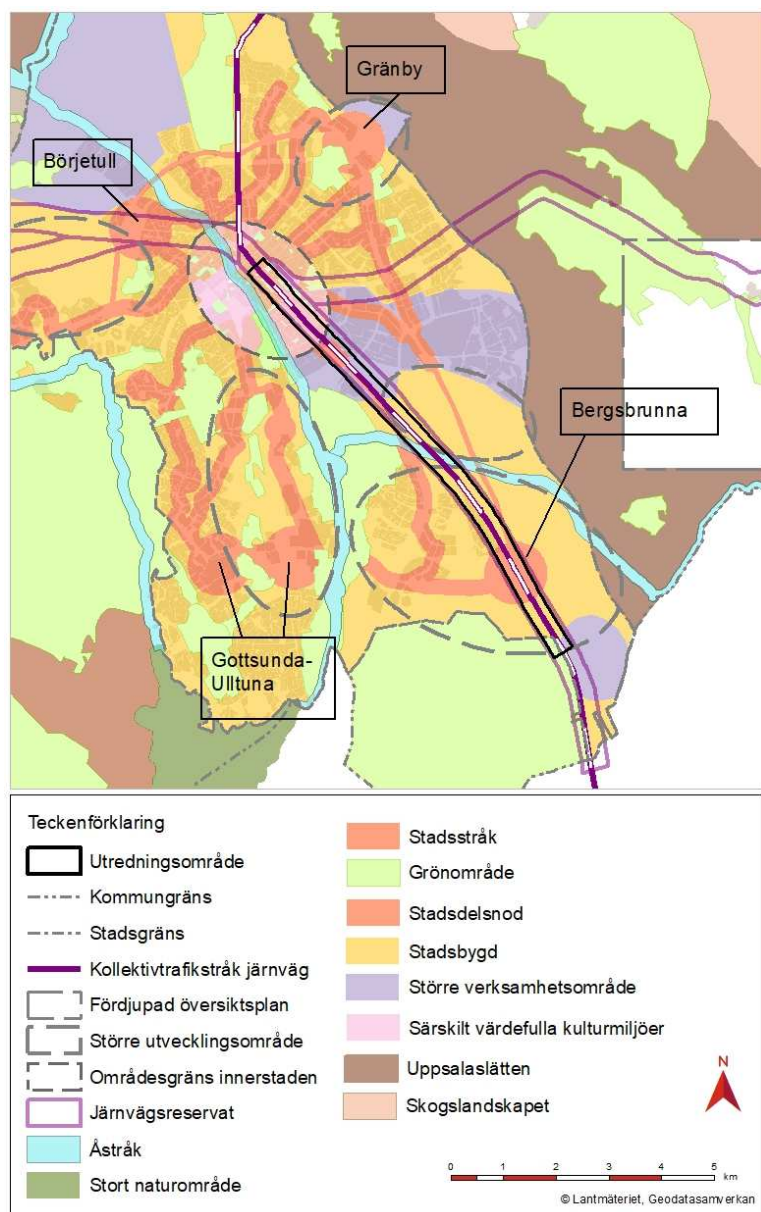 Gränby
Börjetull
Bergsbrunna
Gottsunda-
Ulltuna
Teckenförklaring
Utredningsområde
Kommungräns
Stadsgräns
Kollektivtrafikstråk järnväg
Fördjupad översiktsplan
Större utvecklingsområde
Områdesgräns innerstaden
Järnvägsreservat
Åstråk
Stort naturområde
Stadsstråk
Grönområde
Stadsdelsnod
Stadsbygd
Större verksamhetsområde
Särskilt värdefulla kulturmiljöer
Uppsalaslätten
Skogslandskapet
N
0 1 2 3 4 5
km
© Lantmäteriet, Geodatasamverkan